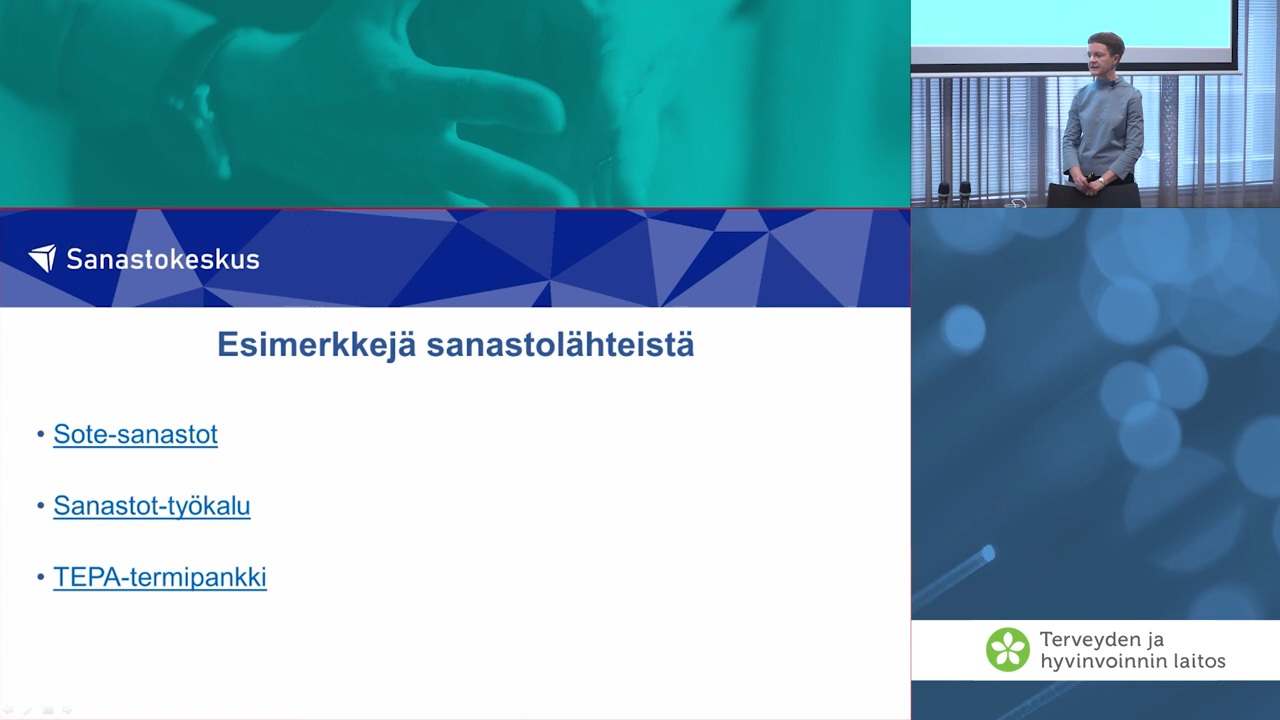 Sanastokeskus
Esimerkkejä sanastolähteistä
• Sote-sanastot
• Sanastot-työkalu
• TEPA-termipankki
Terveyden ja
hyvinvoinnin laitos